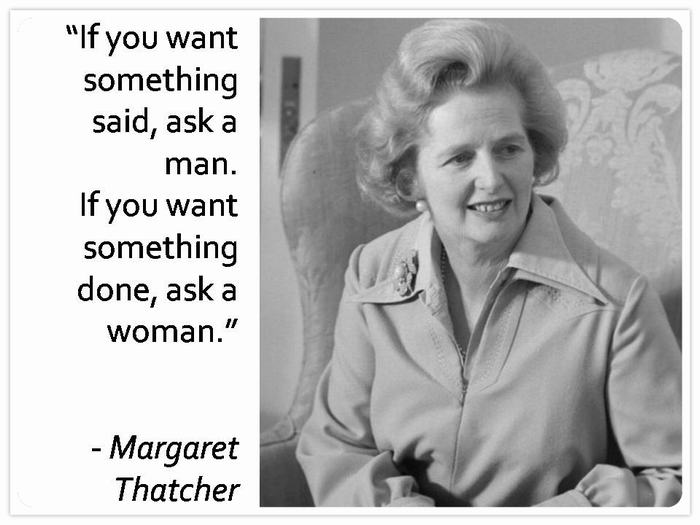 “If you want
something
said, ask a
man.
If you want
something
done, ask a
woman.”
- Margaret
Thatcher